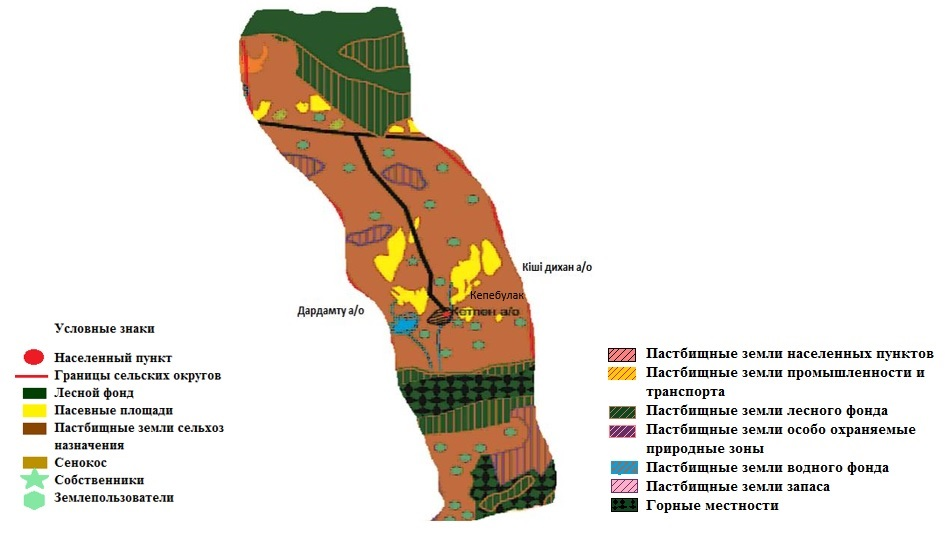 Кіші дихан а/о
Кепебулак
Кетпен а/о
Дардамту а/о
Условные знаки
Населенный пункт
Границы сельских округов
Лесной фонд
Пасевные площади
Пастбищные земли сельхоз
назначения
Сенокос
Собственники
Землепользователи
Пастбищные земли населенных пунктов
Пастбищные земли промышленности и
транспорта
Пастбищные земли лесного фонда
Пастбищные земли особо охраняемые
природные зоны
Пастбищные земли водного фонда
Пастбищные земли запаса
Горные местности